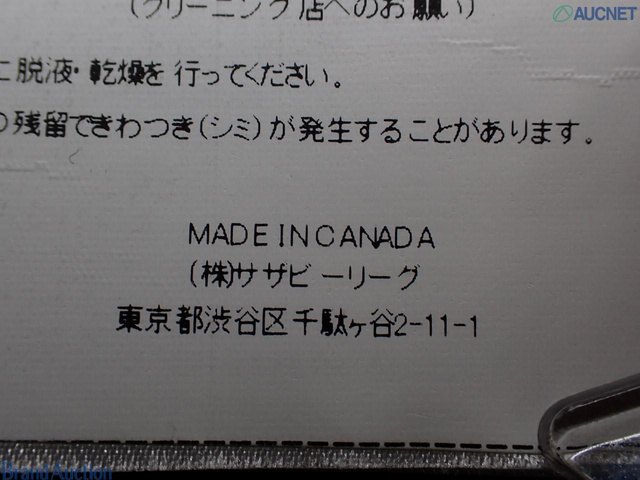 (クリーニング店へのお願い)
AUCNET
に脱液・乾燥を行ってください。
の残留できわつき(シミ)が発生することがあります。
MADE IN CANADA
(株)サザビーリーグ
東京都渋谷区千駄ヶ谷2-11-1
Brand Auction